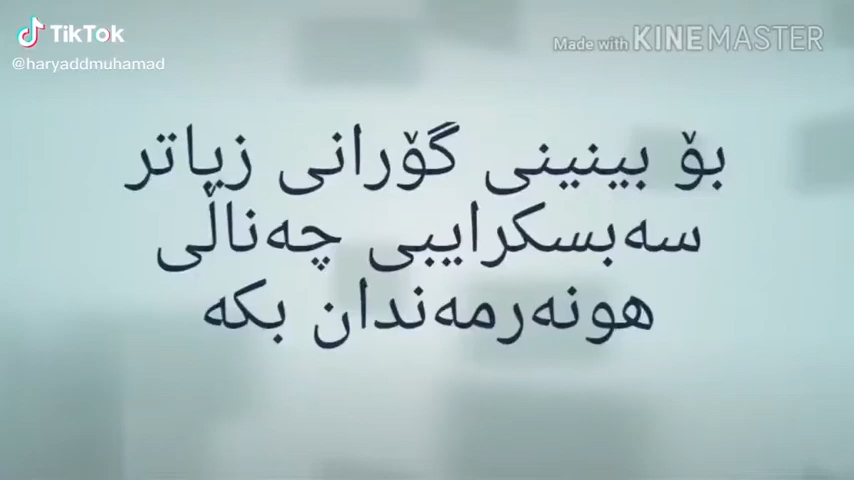 TikTok
@haryaddmuhamad
Made with KINEMASTER
بۆ بینینی گۆرانی زیاتر
سەبسکرایبی چەناڵی
هونەرمەندان بکە